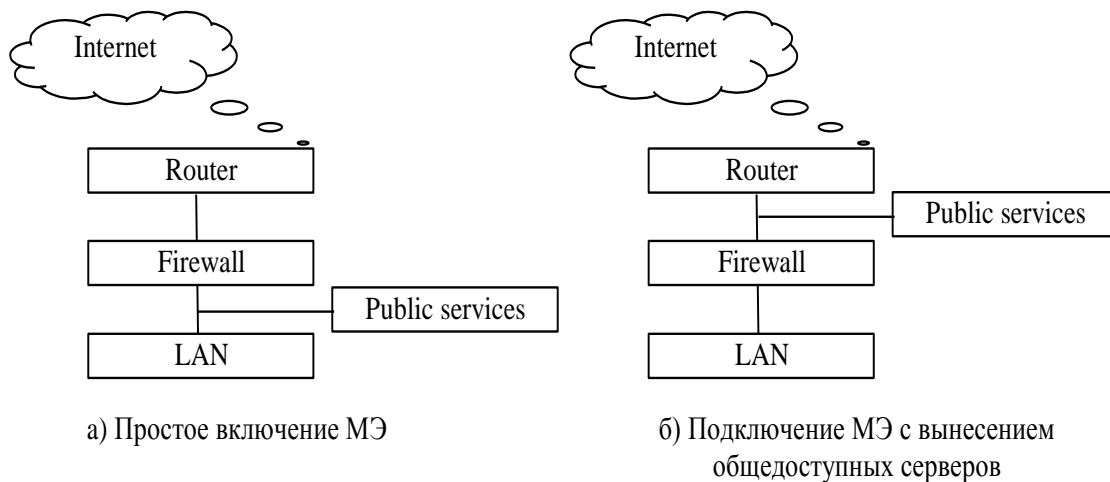 Internet
Router
Firewall
Public services
LAN
а) Простое включение МЭ
Internet
Router
Public services
Firewall
LAN
б) Подключение МЭ с вынесением
общедоступных серверов